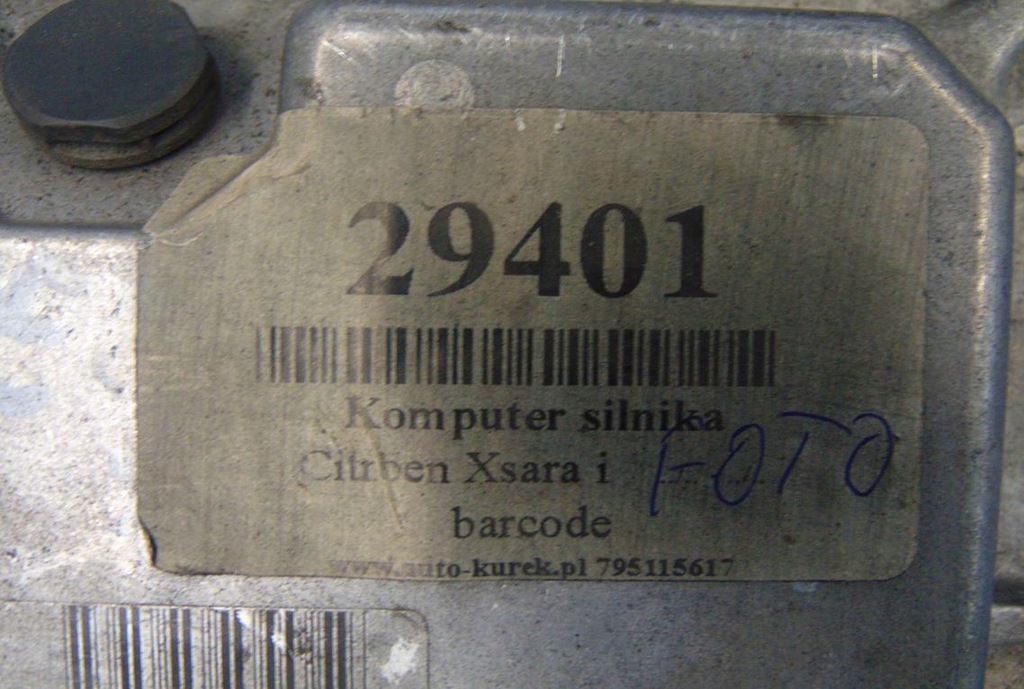 29401
Komputer silnika
Citroen Xsara i ............ FOTO
barcode
www.auto-kurek.pl 795115617